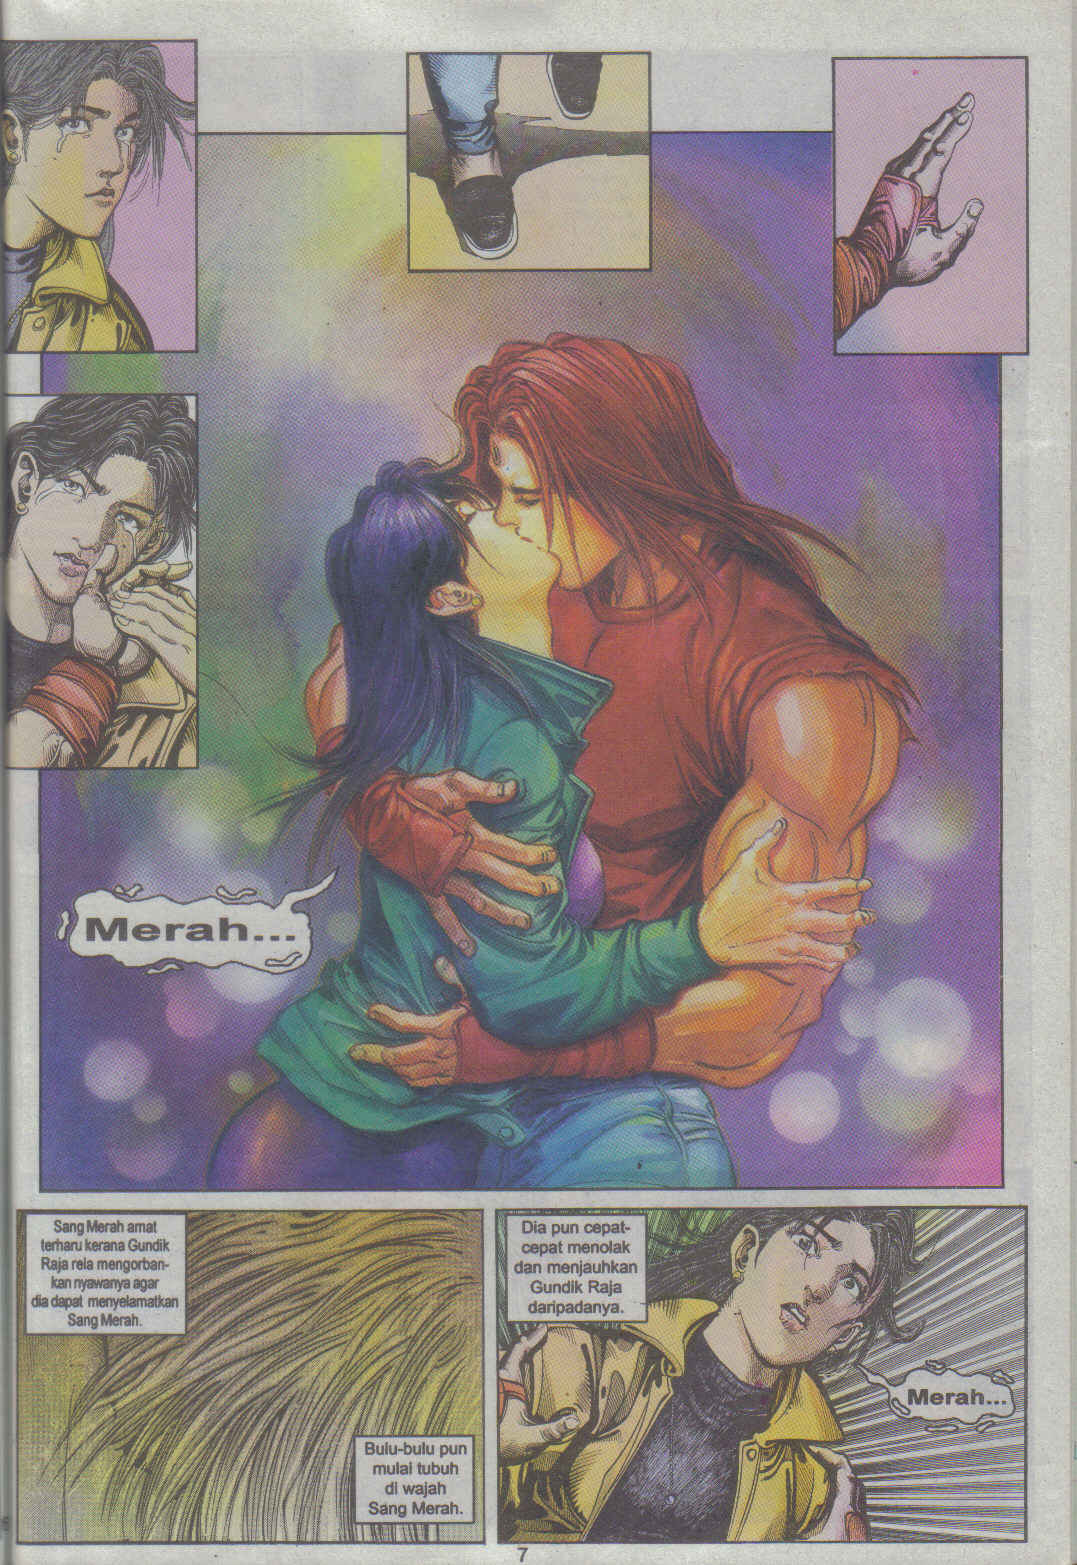 Merah...
Sang Merah amat
terharu kerana Gundik
Raja rela mengorban-
kan nyawanya agar
dia dapat menyelamatkan
Sang Merah.
Bulu-bulu pun
mulai tubuh
di wajah
Sang Merah.
Dia pun cepat-
cepat menolak
dan menjauhkan
Gundik Raja
daripadanya.
Merah...
7